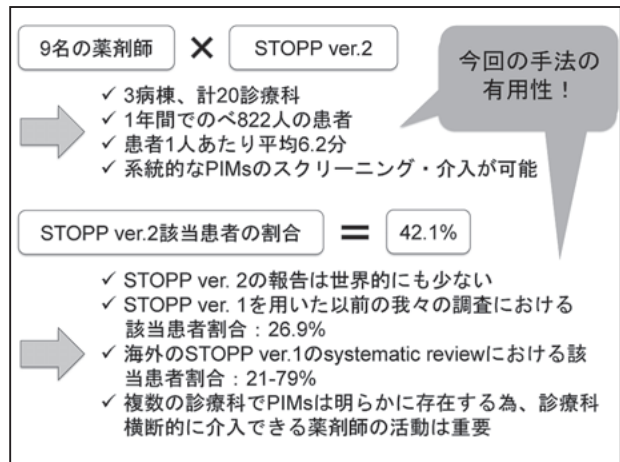 9名の薬剤師 × STOPP ver.2
今回の手法の
有用性！
✓ 3病棟、計20診療科
✓ 1年間でのべ822人の患者
✓ 患者1人あたり平均6.2分
✓ 系統的なPIMsのスクリーニング・介入が可能
STOPP ver.2該当患者の割合 = 42.1%
✓ STOPP ver. 2の報告は世界的にも少ない
✓ STOPP ver. 1を用いた以前の我々の調査における
該当患者割合：26.9%
✓ 海外のSTOPP ver.1のsystematic reviewにおける該
当患者割合：21-79%
✓ 複数の診療科でPIMsは明らかに存在する為、診療科
横断的に介入できる薬剤師の活動は重要